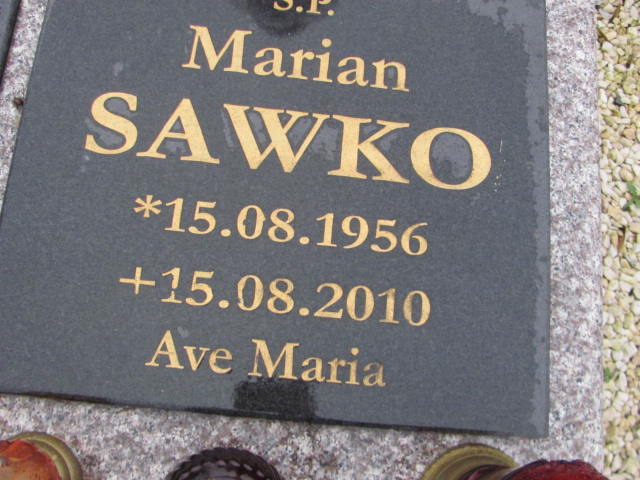 S.P.
Marian
SAWKO
*15.08.1956
+15.08.2010
Ave Maria